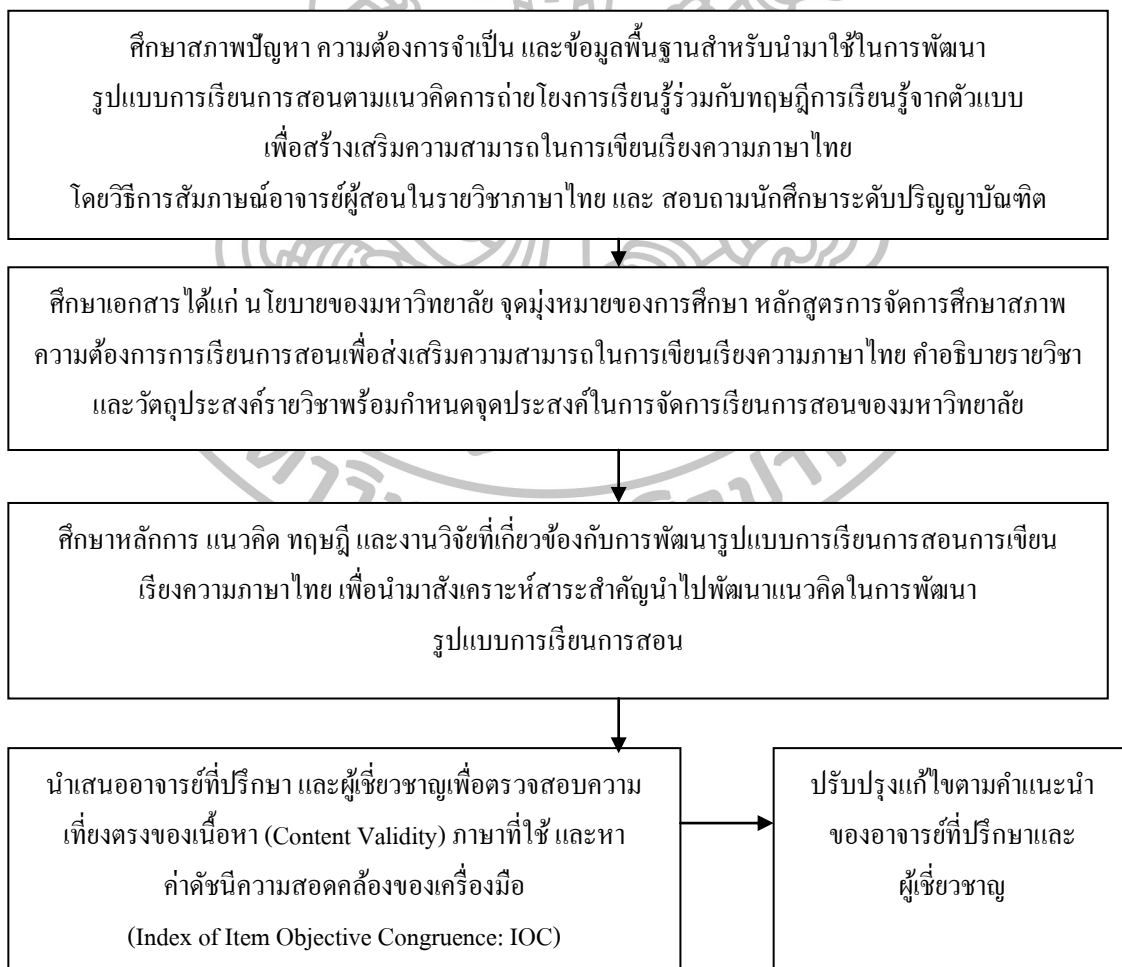 ศึกษาสภาพปัญหา ความต้องการจำเป็น และข้อมูลพื้นฐานสำหรับนำมาใช้ในการพัฒนา
รูปแบบการเรียนการสอนตามแนวคิดการถ่ายโยงการเรียนรู้ร่วมกับทฤษฎีการเรียนรู้จากตัวแบบ
เพื่อสร้างเสริมความสามารถในการเขียนเรียงความภาษาไทย
โดยวิธีการสัมภาษณ์อาจารย์ผู้สอนในรายวิชาภาษาไทย และ สอบถามนักศึกษาระดับปริญญาบัณฑิต
ศึกษาเอกสาร ได้แก่ นโยบายของมหาวิทยาลัย จุดมุ่งหมายของการศึกษา หลักสูตรการจัดการศึกษาสภาพ
ความต้องการการเรียนการสอนเพื่อส่งเสริมความสามารถในการเขียนเรียงความภาษาไทย คำอธิบายรายวิชา
และวัตถุประสงค์รายวิชาพร้อมกำหนดจุดประสงค์ในการจัดการเรียนการสอนของมหาวิทยาลัย
ศึกษาหลักการ แนวคิด ทฤษฎี และงานวิจัยที่เกี่ยวข้องกับการพัฒนารูปแบบการเรียนการสอนการเขียน
เรียงความภาษาไทย เพื่อนำมาสังเคราะห์สาระสำคัญนำไปพัฒนาแนวคิดในการพัฒนา
รูปแบบการเรียนการสอน
นำเสนออาจารย์ที่ปรึกษา และผู้เชี่ยวชาญเพื่อตรวจสอบความ
เที่ยงตรงของเนื้อหา (Content Validity) ภาษาที่ใช้ และหา
ค่าดัชนีความสอดคล้องของเครื่องมือ
(Index of Item Objective Congruence: IOC)
ปรับปรุงแก้ไขตามคำแนะนำ
ของอาจารย์ที่ปรึกษาและ
ผู้เชี่ยวชาญ